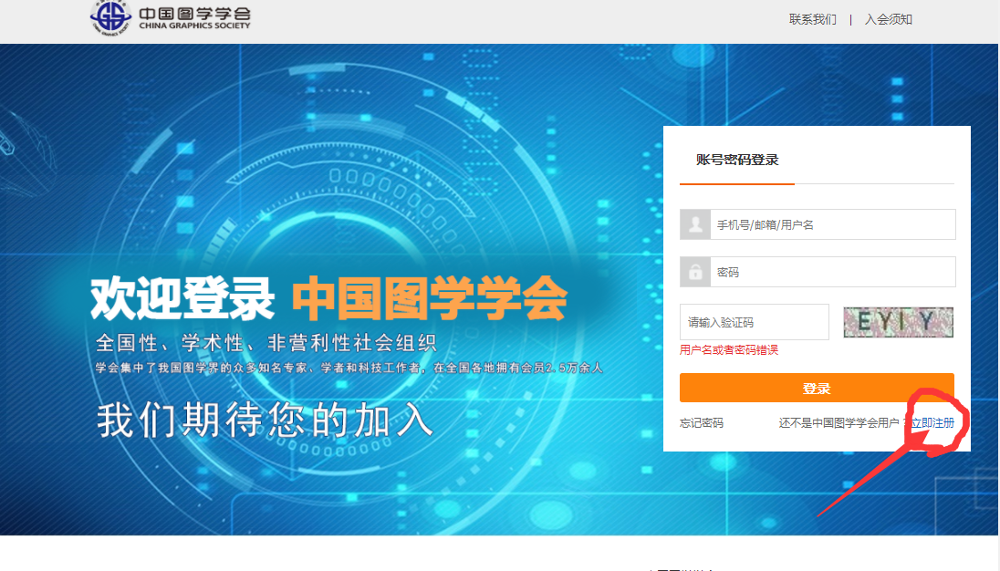 中国图学学会
CHINA GRAPHICS SOCIETY
联系我们 | 入会须知
账号密码登录
手机号/邮箱/用户名
密码
请输入验证码
EYIY
用户名或者密码错误
登录
忘记密码 还不是中国图学学会用户 立即注册
欢迎登录 中国图学学会
全国性、学术性、非营利性社会组织
学会集中了我国图学界的众多知名专家、学者和科技工作者，在全国各地拥有会员2.5万余人
我们期待您的加入